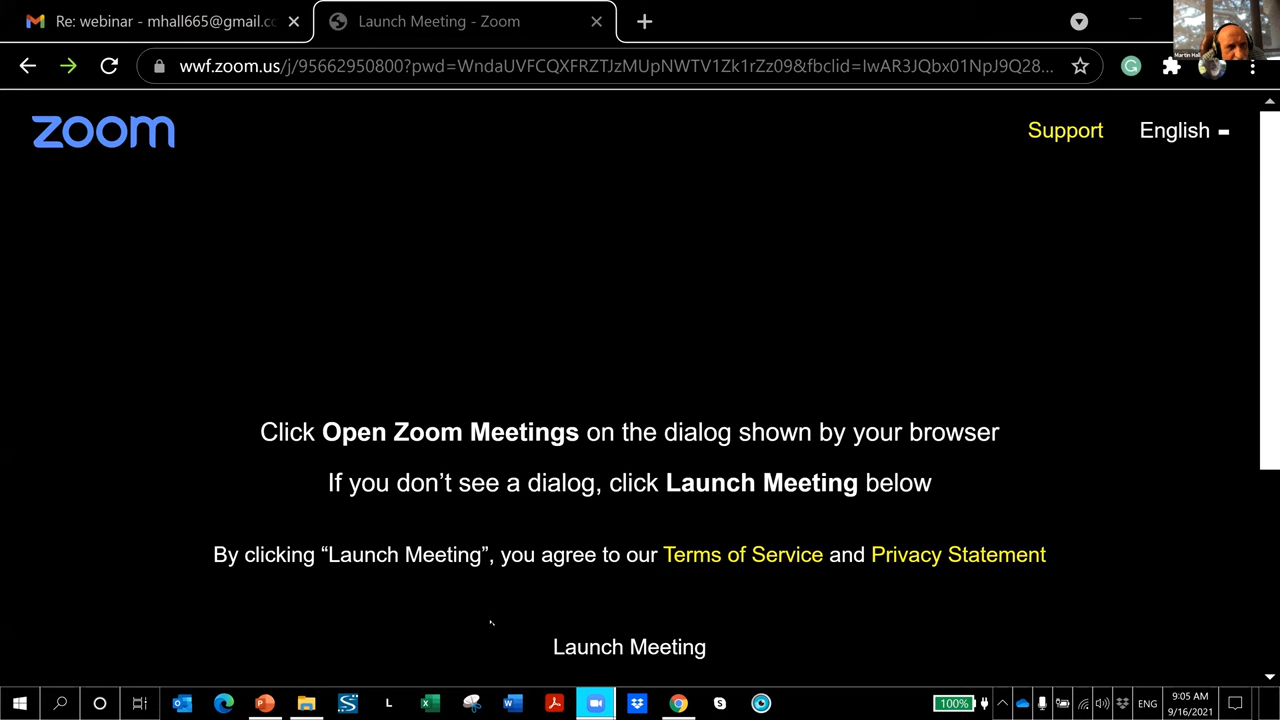 Re: webinar - mhall665@gmail.co
Launch Meeting - Zoom
Martin Hall
wwf.zoom.us/j/95662950800?pwd=WndaUVFCQXFRZTJzMUpNWTV1Zk1rZz09&fbclid=IwAR3JQbx01NpJ9Q28...
zoom
Support
English
Click Open Zoom Meetings on the dialog shown by your browser
If you don’t see a dialog, click Launch Meeting below
By clicking “Launch Meeting”, you agree to our Terms of Service and Privacy Statement
Launch Meeting
100%
ENG
9:05 AM
9/16/2021